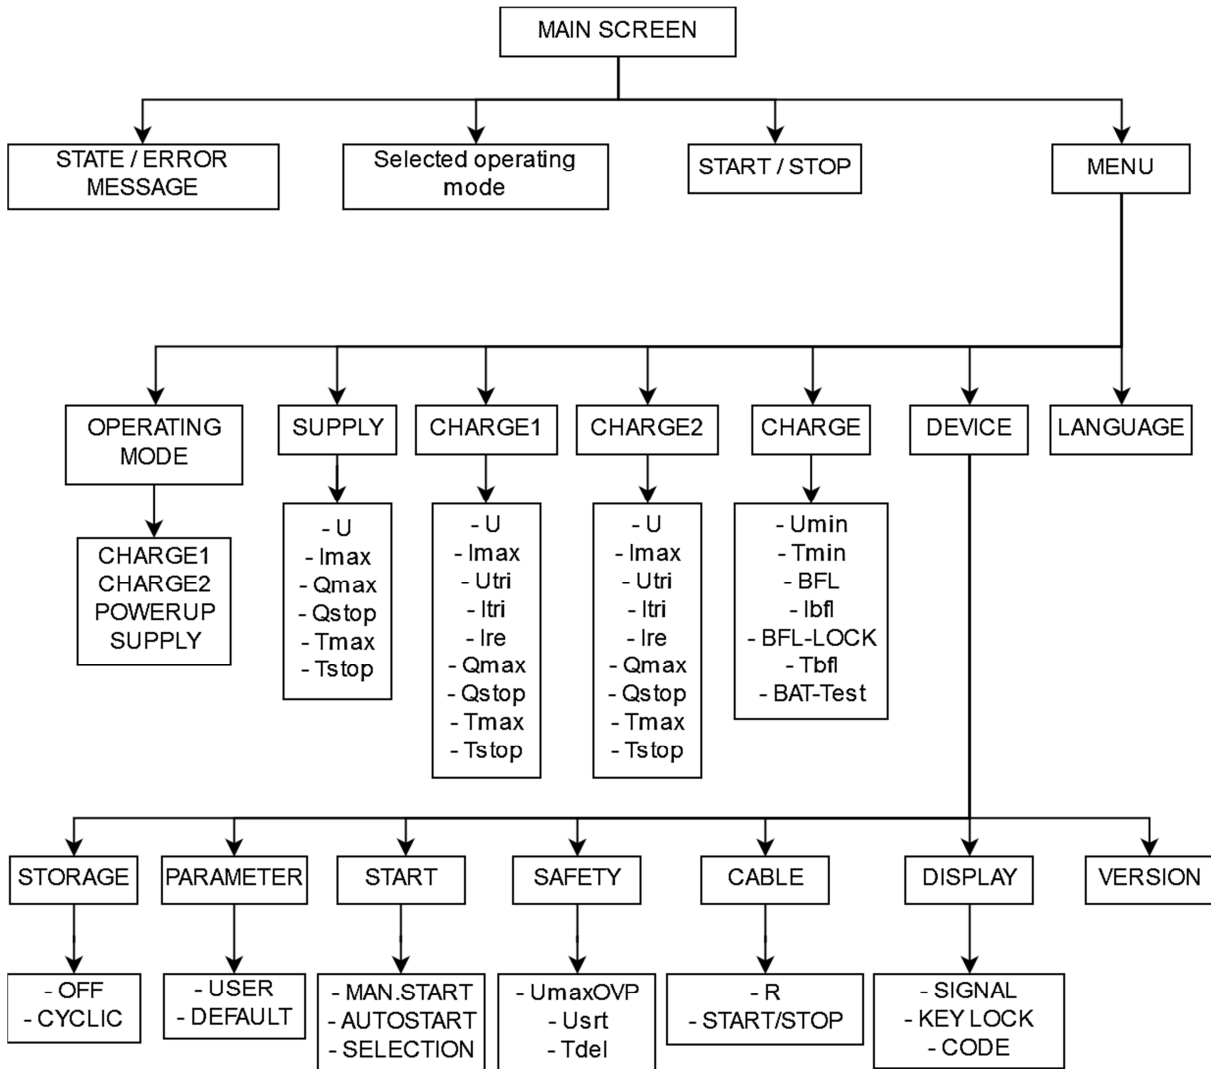 MAIN SCREEN
STATE / ERROR
MESSAGE
Selected operating
mode
START / STOP
MENU
OPERATING
MODE
SUPPLY
CHARGE1
CHARGE2
CHARGE
DEVICE
LANGUAGE
CHARGE1
CHARGE2
POWERUP
SUPPLY
- U
- Imax
- Qmax
- Qstop
- Tmax
- Tstop
- U
- Imax
- Utri
- Itri
- Ire
- Qmax
- Qstop
- Tmax
- Tstop
- U
- Imax
- Utri
- Itri
- Ire
- Qmax
- Qstop
- Tmax
- Tstop
- Umin
- Tmin
- BFL
- Ibfl
- BFL-LOCK
- Tbfl
- BAT-Test
STORAGE
PARAMETER
START
SAFETY
CABLE
DISPLAY
VERSION
- OFF
- CYCLIC
- USER
- DEFAULT
- MAN.START
- AUTOSTART
- SELECTION
- UmaxOVP
- Usrt
- Tdel
- R
- START/STOP
- SIGNAL
- KEY LOCK
- CODE